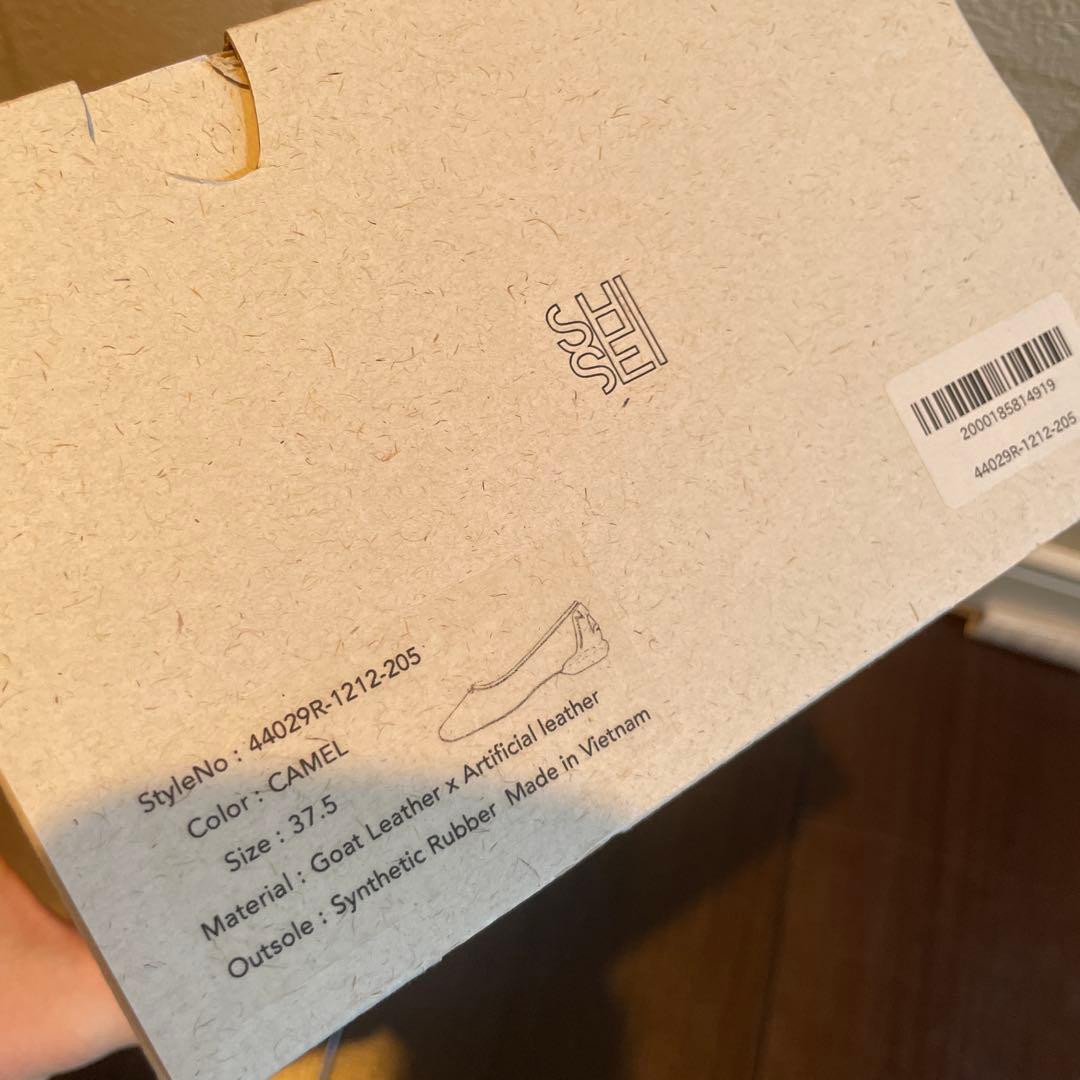 2000185814919
44029R-1212-205
StyleNo : 44029R-1212-205
Color : CAMEL
Size : 37.5
Material : Goat Leather x Artificial leather
Outsole : Synthetic Rubber Made in Vietnam